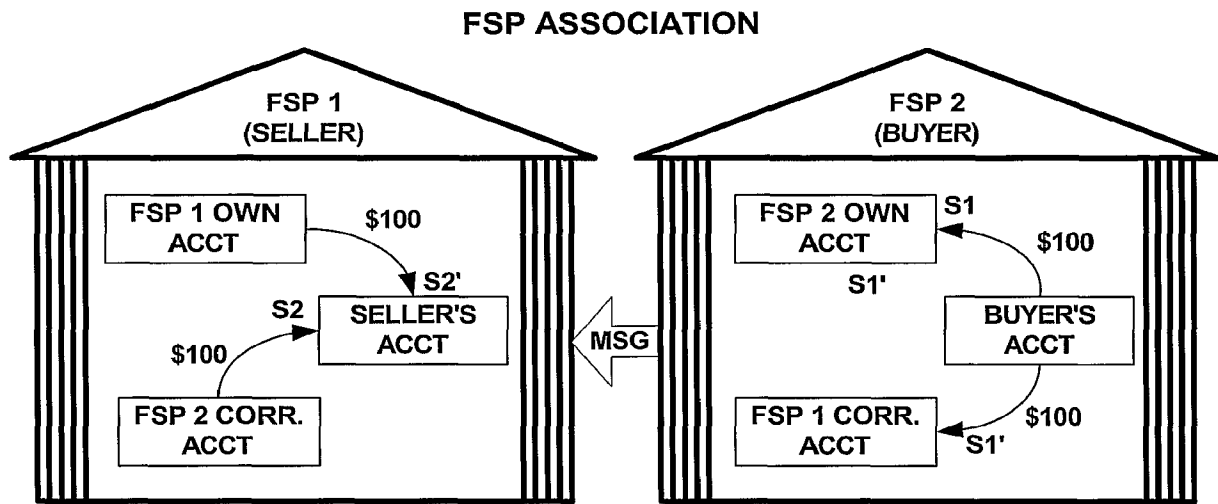 FSP ASSOCIATION
FSP 1
(SELLER)
FSP 1 OWN
ACCT
$100
S2'
S2
SELLER'S
ACCT
$100
FSP 2 CORR.
ACCT
MSG
FSP 2
(BUYER)
FSP 2 OWN
ACCT
S1
$100
S1'
BUYER'S
ACCT
FSP 1 CORR.
ACCT
$100
S1'